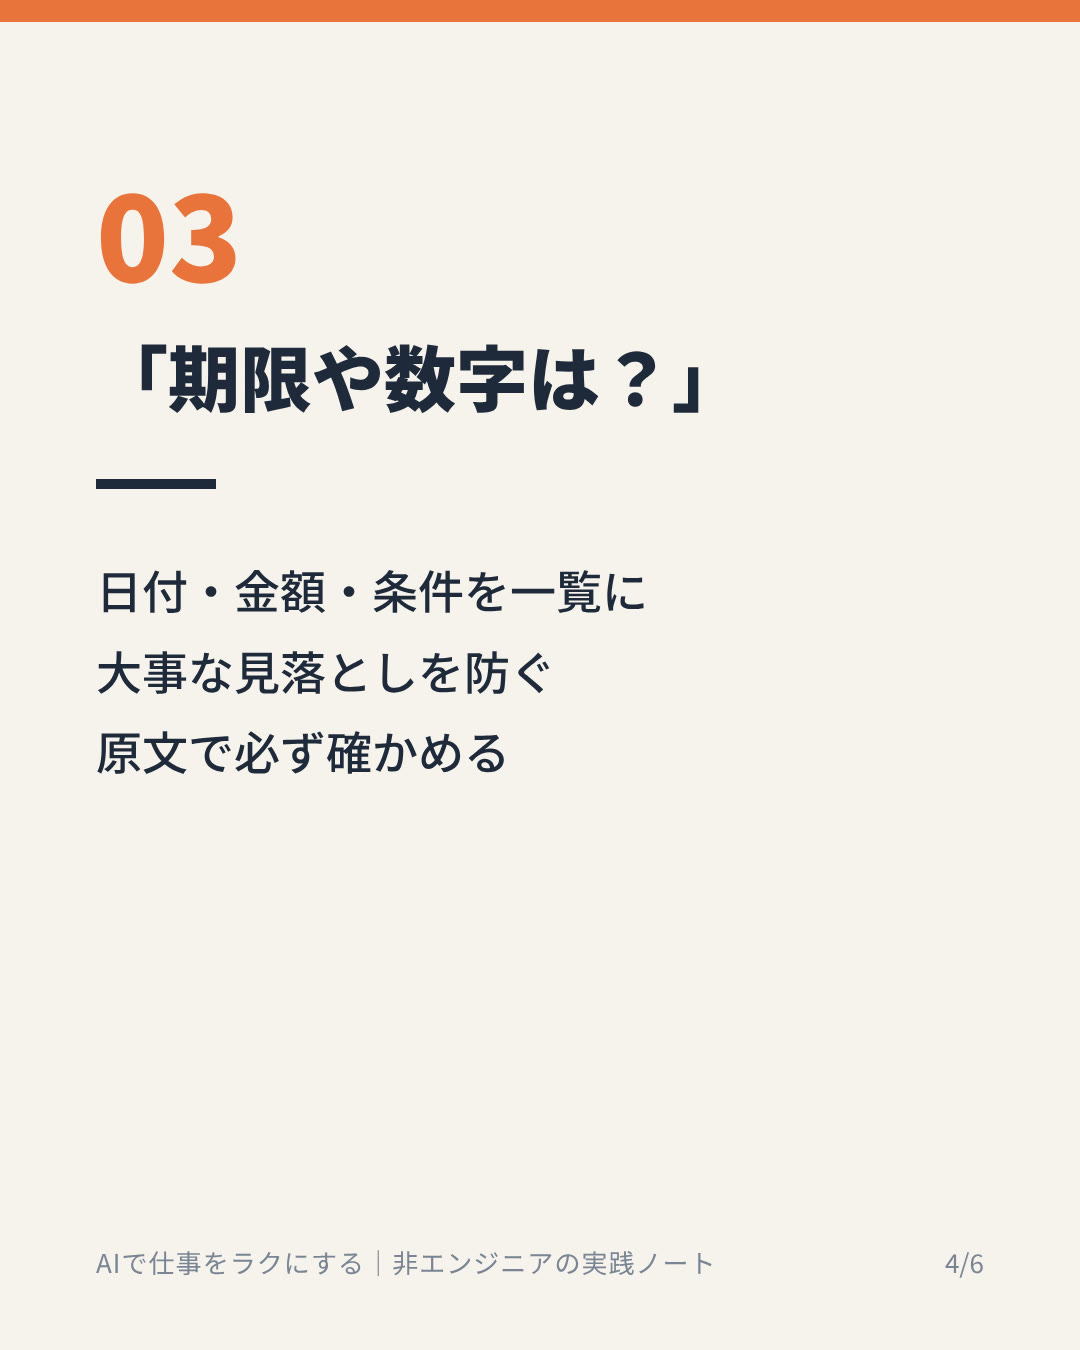 03
「期限や数字は？」
日付・金額・条件を一覧に
大事な見落としを防ぐ
原文で必ず確かめる
AIで仕事をラクにする｜非エンジニアの実践ノート
4/6